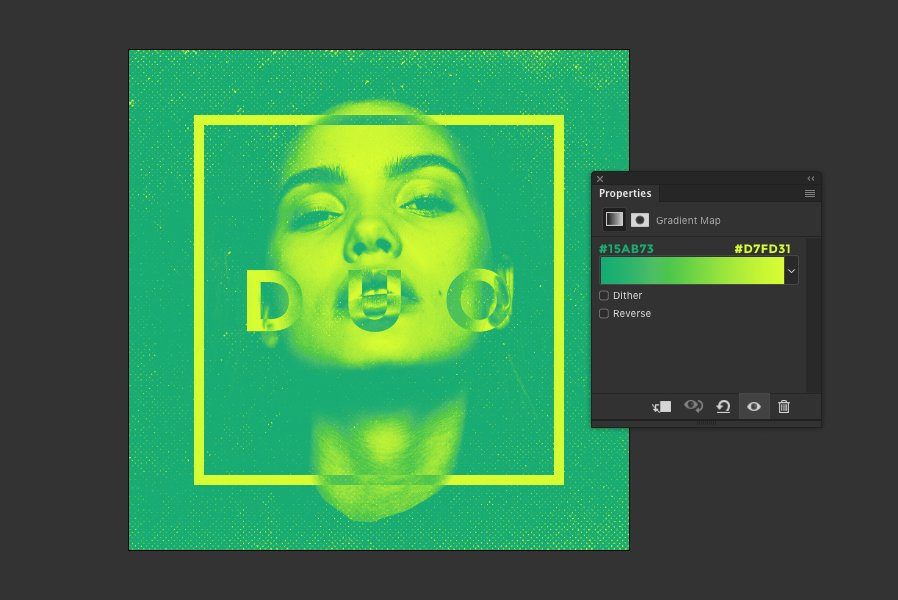 DUO
Properties
Gradient Map
#15AB73 #D7FD31
Dither
Reverse